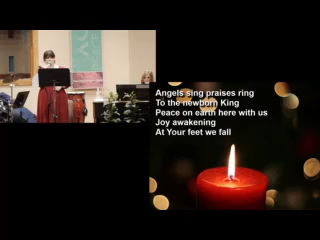 Angels sing praises ring
To the newborn King
Peace on earth here with us
Joy awakening
At Your feet we fall